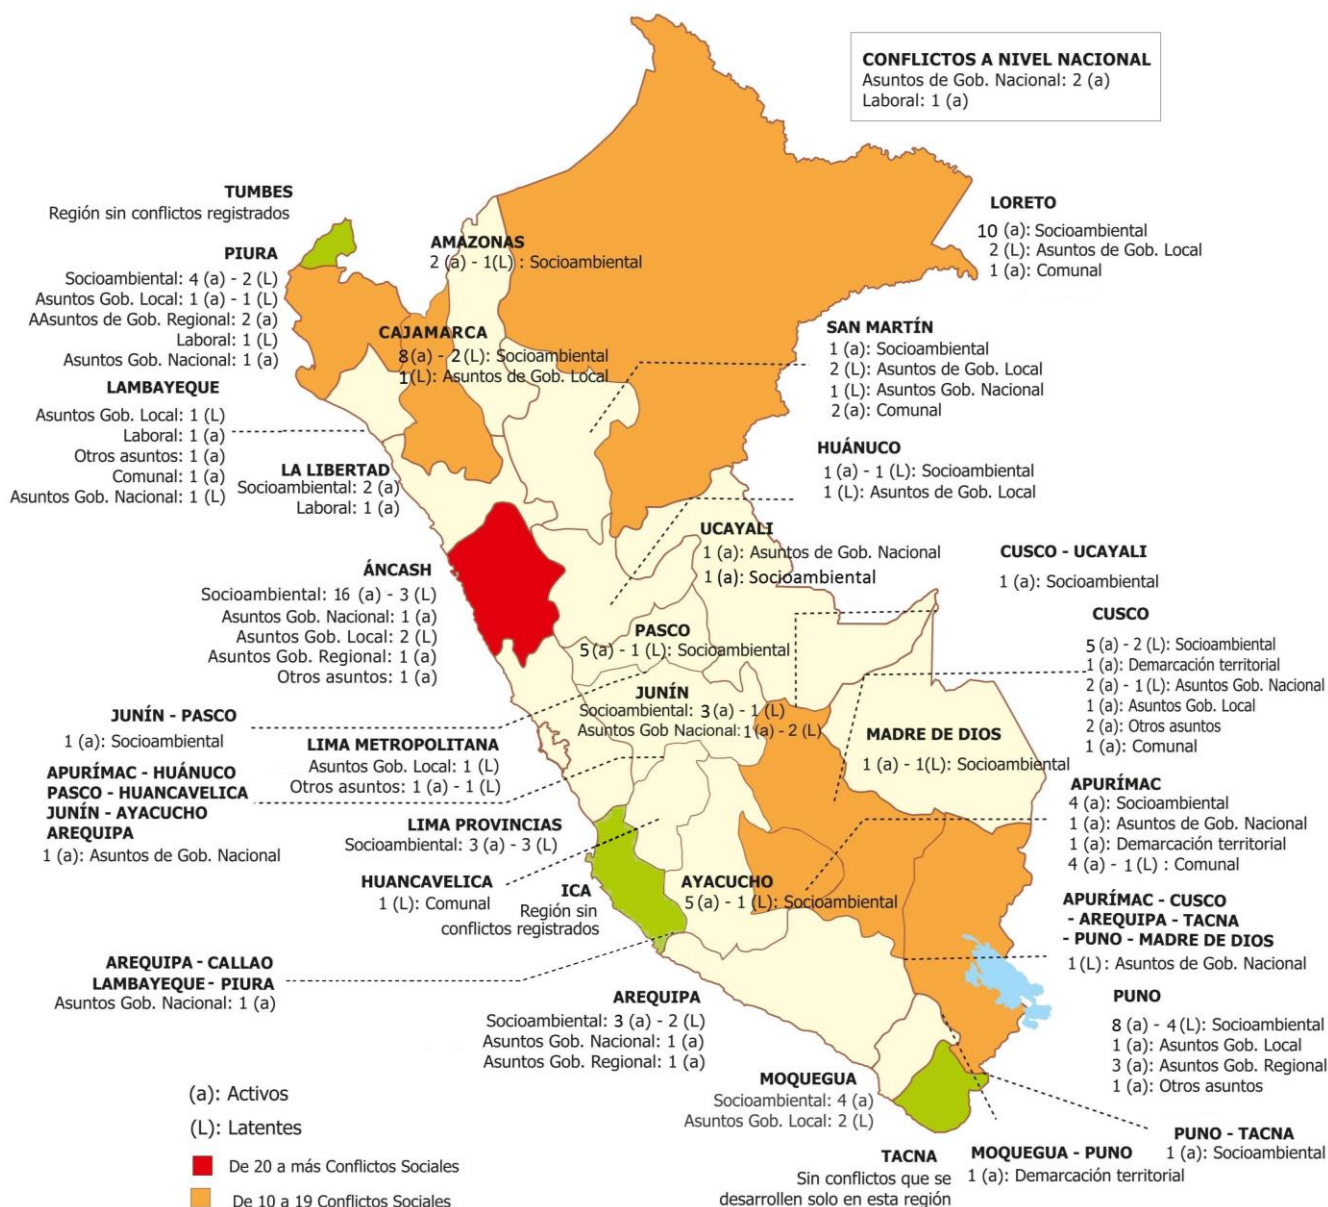 CONFLICTOS A NIVEL NACIONAL
Asuntos de Gob. Nacional: 2 (a)
Laboral: 1 (a)
TUMBES
Región sin conflictos registrados
PIURA
Socioambiental: 4 (a) - 2 (L)
Asuntos Gob. Local: 1 (a) - 1 (L)
AAsuntos de Gob. Regional: 2 (a)
Laboral: 1 (L)
Asuntos Gob. Nacional: 1 (a)
LAMBAYEQUE
Asuntos Gob. Local: 1 (L)
Laboral: 1 (a)
Otros asuntos: 1 (a)
Comunal: 1 (a)
Asuntos Gob. Nacional: 1 (L)
AMAZONAS
2 (a) - 1(L) : Socioambiental
CAJAMARCA
8(a) - 2(L): Socioambiental
1(L): Asuntos de Gob. Local
LA LIBERTAD
Socioambiental: 2 (a)
Laboral: 1 (a)
LORETO
10 (a): Socioambiental
2 (L): Asuntos de Gob. Local
1 (a): Comunal
SAN MARTÍN
1 (a): Socioambiental
2 (L): Asuntos de Gob. Local
1 (L): Asuntos Gob. Nacional
2(a): Comunal
HUÁNUCO
1 (a) - 1 (L): Socioambiental
1 (L): Asuntos de Gob. Local
UCAYALI
1 (a): Asuntos de Gob. Nacional
1 (a): Socioambiental
CUSCO - UCAYALI
1 (a): Socioambiental
CUSCO
5 (a) - 2 (L): Socioambiental
1(a): Demarcación territorial
2 (a) - 1 (L): Asuntos Gob. Nacional
1 (a): Asuntos Gob. Local
2 (a): Otros asuntos
1 (a): Comunal
ÁNCASH
Socioambiental: 16 (a) - 3 (L)
Asuntos Gob. Nacional: 1 (a)
Asuntos Gob. Local: 2 (L)
Asuntos Gob. Regional: 1 (a)
Otros asuntos: 1 (a)
PASCO
5 (a) - 1 (L): Socioambiental
JUNÍN
Socioambiental: 3 (a) - 1 (L)
Asuntos Gob Nacional: 1 (a) - 2 (L)
JUNÍN - PASCO
1 (a): Socioambiental
APURÍMAC - HUÁNUCO
PASCO - HUANCAVELICA
JUNÍN - AYACUCHO
AREQUIPA
1 (a): Asuntos de Gob. Nacional
LIMA METROPOLITANA
Asuntos Gob. Local: 1 (L)
Otros asuntos: 1 (a) - 1 (L)
LIMA PROVINCIAS
Socioambiental: 3 (a) - 3 (L)
HUANCAVELICA
1 (L): Comunal
ICA
Región sin
conflictos registrados
MADRE DE DIOS
1 (a) - 1(L): Socioambiental
APURÍMAC
4 (a): Socioambiental
1 (a): Asuntos de Gob. Nacional
1 (a): Demarcación territorial
4 (a) - 1 (L) : Comunal
AYACUCHO
5 (a) - 1 (L): Socioambiental
APURÍMAC - CUSCO
- AREQUIPA - TACNA
- PUNO - MADRE DE DIOS
1 (L): Asuntos de Gob. Nacional
AREQUIPA - CALLAO
LAMBAYEQUE - PIURA
Asuntos Gob. Nacional: 1 (a)
AREQUIPA
Socioambiental: 3 (a) - 2 (L)
Asuntos Gob. Nacional: 1 (a)
Asuntos Gob. Regional: 1 (a)
PUNO
8 (a) - 4 (L): Socioambiental
1 (a): Asuntos Gob. Local
3 (a): Asuntos Gob. Regional
1 (a): Otros asuntos
MOQUEGUA
Socioambiental: 4 (a)
Asuntos Gob. Local: 2 (L)
PUNO - TACNA
1 (a): Socioambiental
TACNA
Sin conflictos que se
desarrollen solo en esta región
MOQUEGUA - PUNO
1 (a): Demarcación territorial
(a): Activos
(L): Latentes
De 20 a más Conflictos Sociales
De 10 a 19 Conflictos Sociales